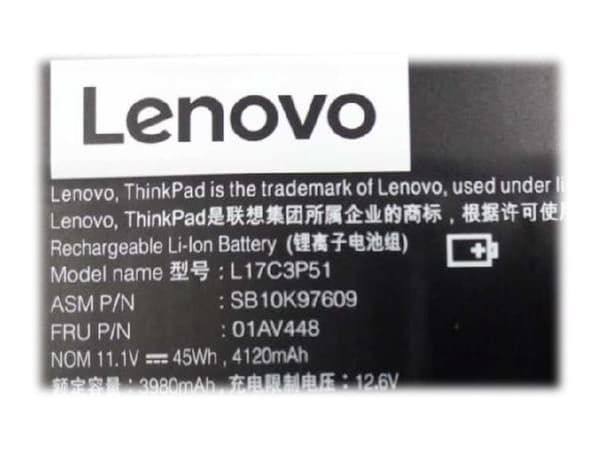 Lenovo
Lenovo, ThinkPad is the trademark of Lenovo, used under li
Lenovo, ThinkPad是联想集团所属企业的商标，根据许可使用
Rechargeable Li-Ion Battery (锂离子电池组)
Model name 型号 : L17C3P51
ASM P/N : SB10K97609
FRU P/N : 01AV448
NOM 11.1V ⎓ 45Wh , 4120mAh
额定容量 : 3980mAh , 充电限制电压 : 12.6V